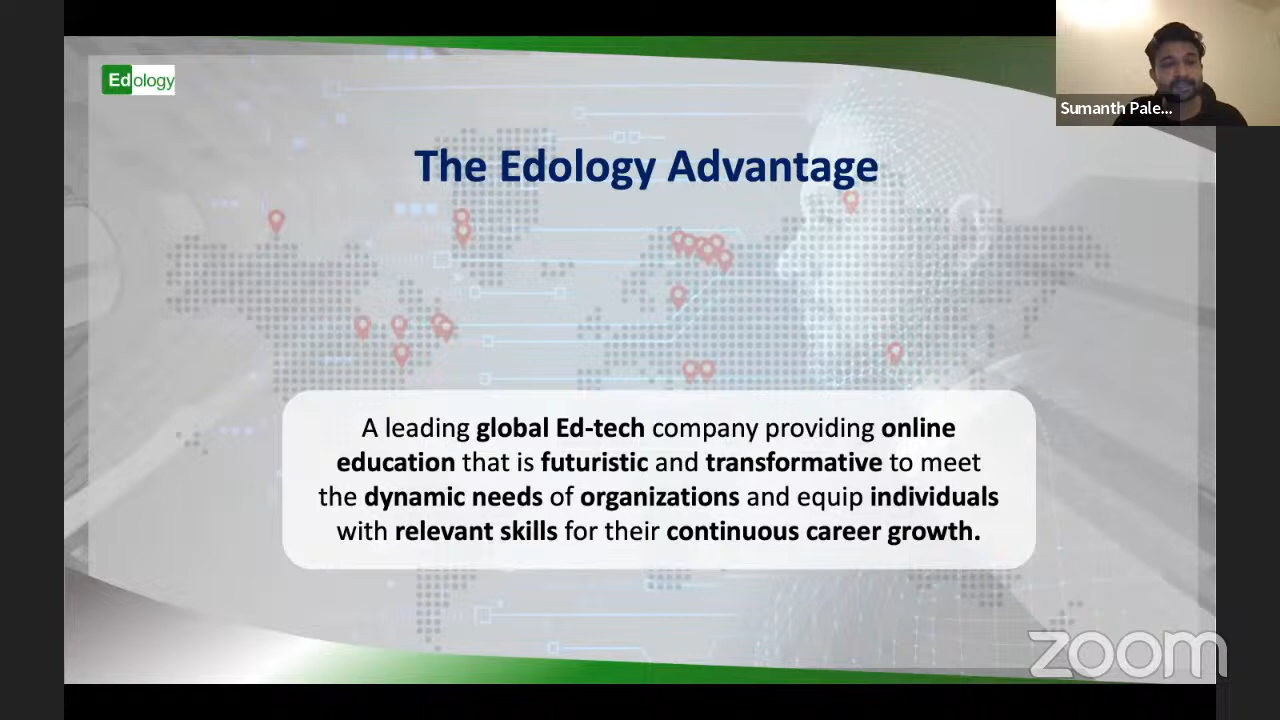 Edology
Sumanth Pale...
The Edology Advantage
A leading global Ed-tech company providing online
education that is futuristic and transformative to meet
the dynamic needs of organizations and equip individuals
with relevant skills for their continuous career growth.
zoom